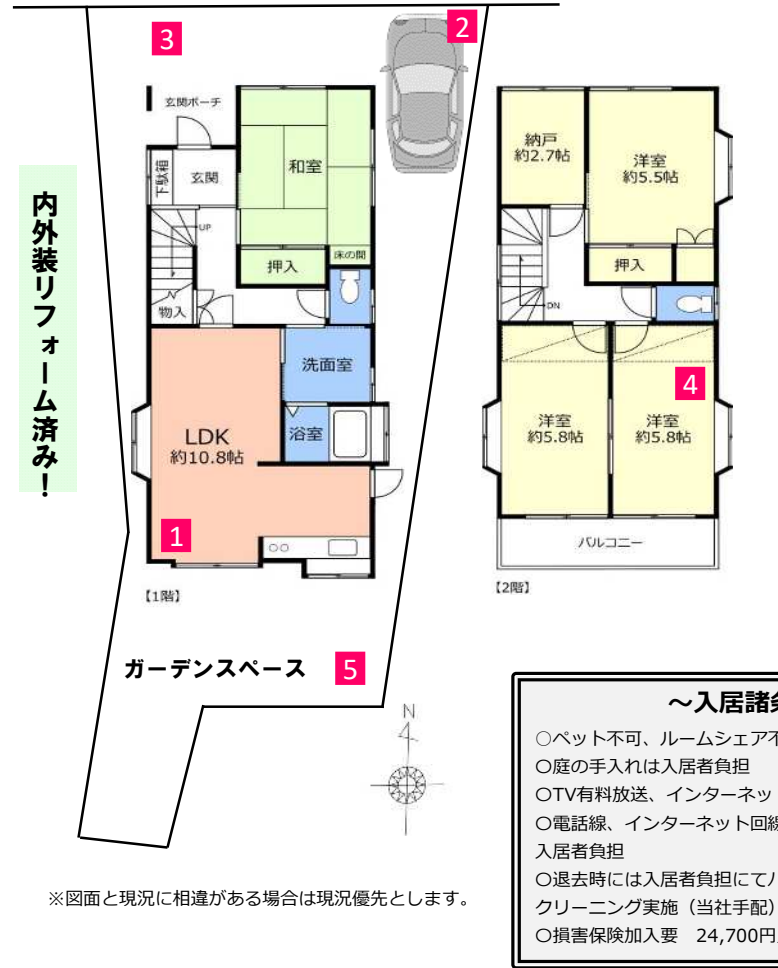 3
2
玄関ポーチ
下駄箱
玄関
和室
UP
押入
床の間
物入
洗面室
浴室
LDK
約10.8帖
1
【1階】
納戸
約2.7帖
洋室
約5.5帖
押入
DN
4
洋室
約5.8帖
洋室
約5.8帖
バルコニー
【2階】
内外装リフォーム済み！
ガーデンスペース
5
N
～入居諸
○ペット不可、ルームシェア不
○庭の手入れは入居者負担
○TV有料放送、インターネッ
○電話線、インターネット回線
入居者負担
○退去時には入居者負担にて
クリーニング実施（当社手配）
○損害保険加入要　24,700円
※図面と現況に相違がある場合は現況優先とします。